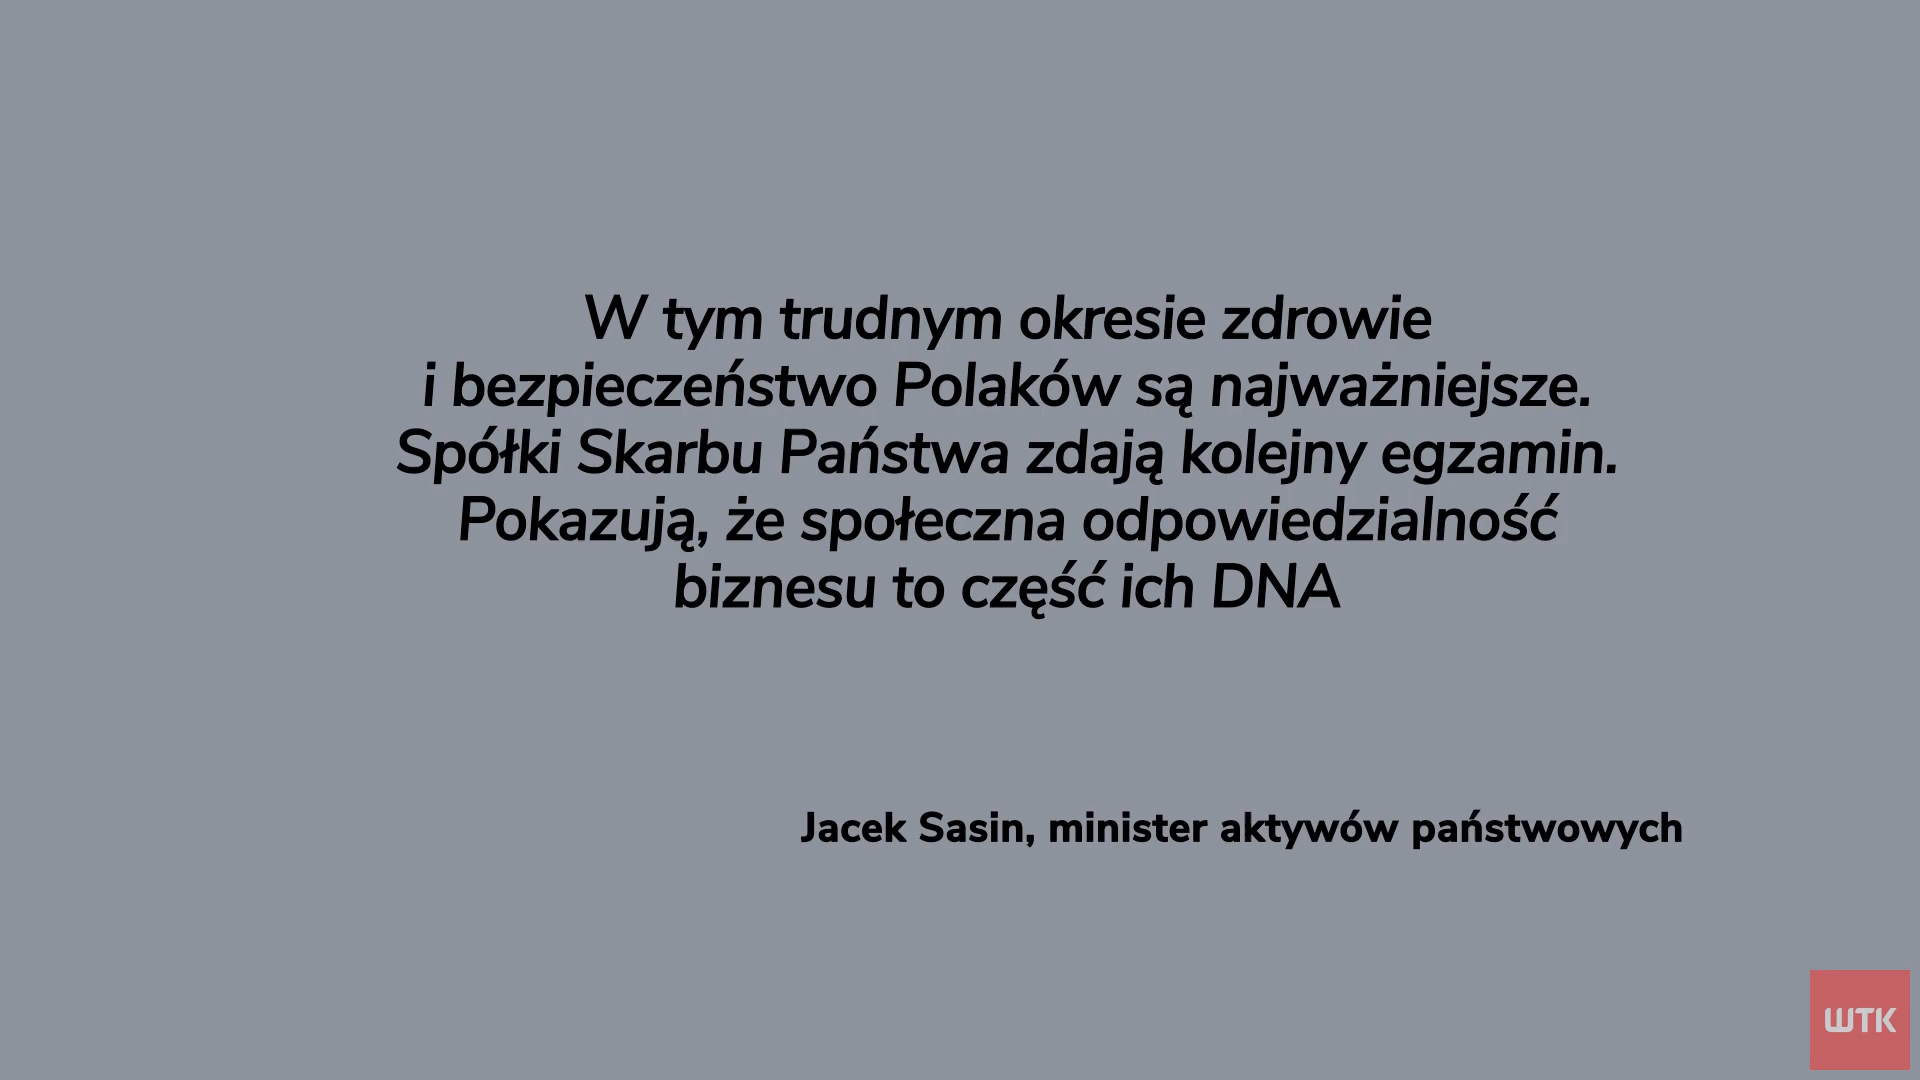 W tym trudnym okresie zdrowie
i bezpieczeństwo Polaków są najważniejsze.
Spółki Skarbu Państwa zdają kolejny egzamin.
Pokazują, że społeczna odpowiedzialność
biznesu to część ich DNA
Jacek Sasin, minister aktywów państwowych
WTK